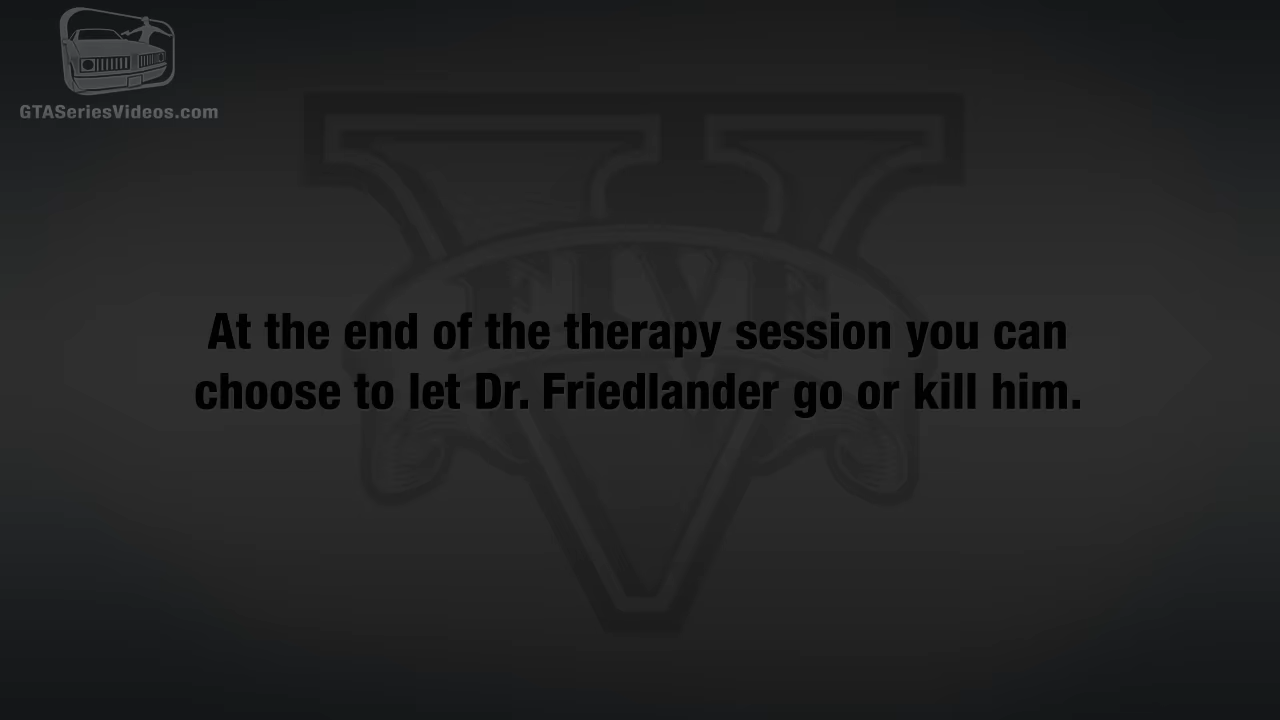 GTASeriesVideos.com
FIVE
At the end of the therapy session you can
choose to let Dr. Friedlander go or kill him.